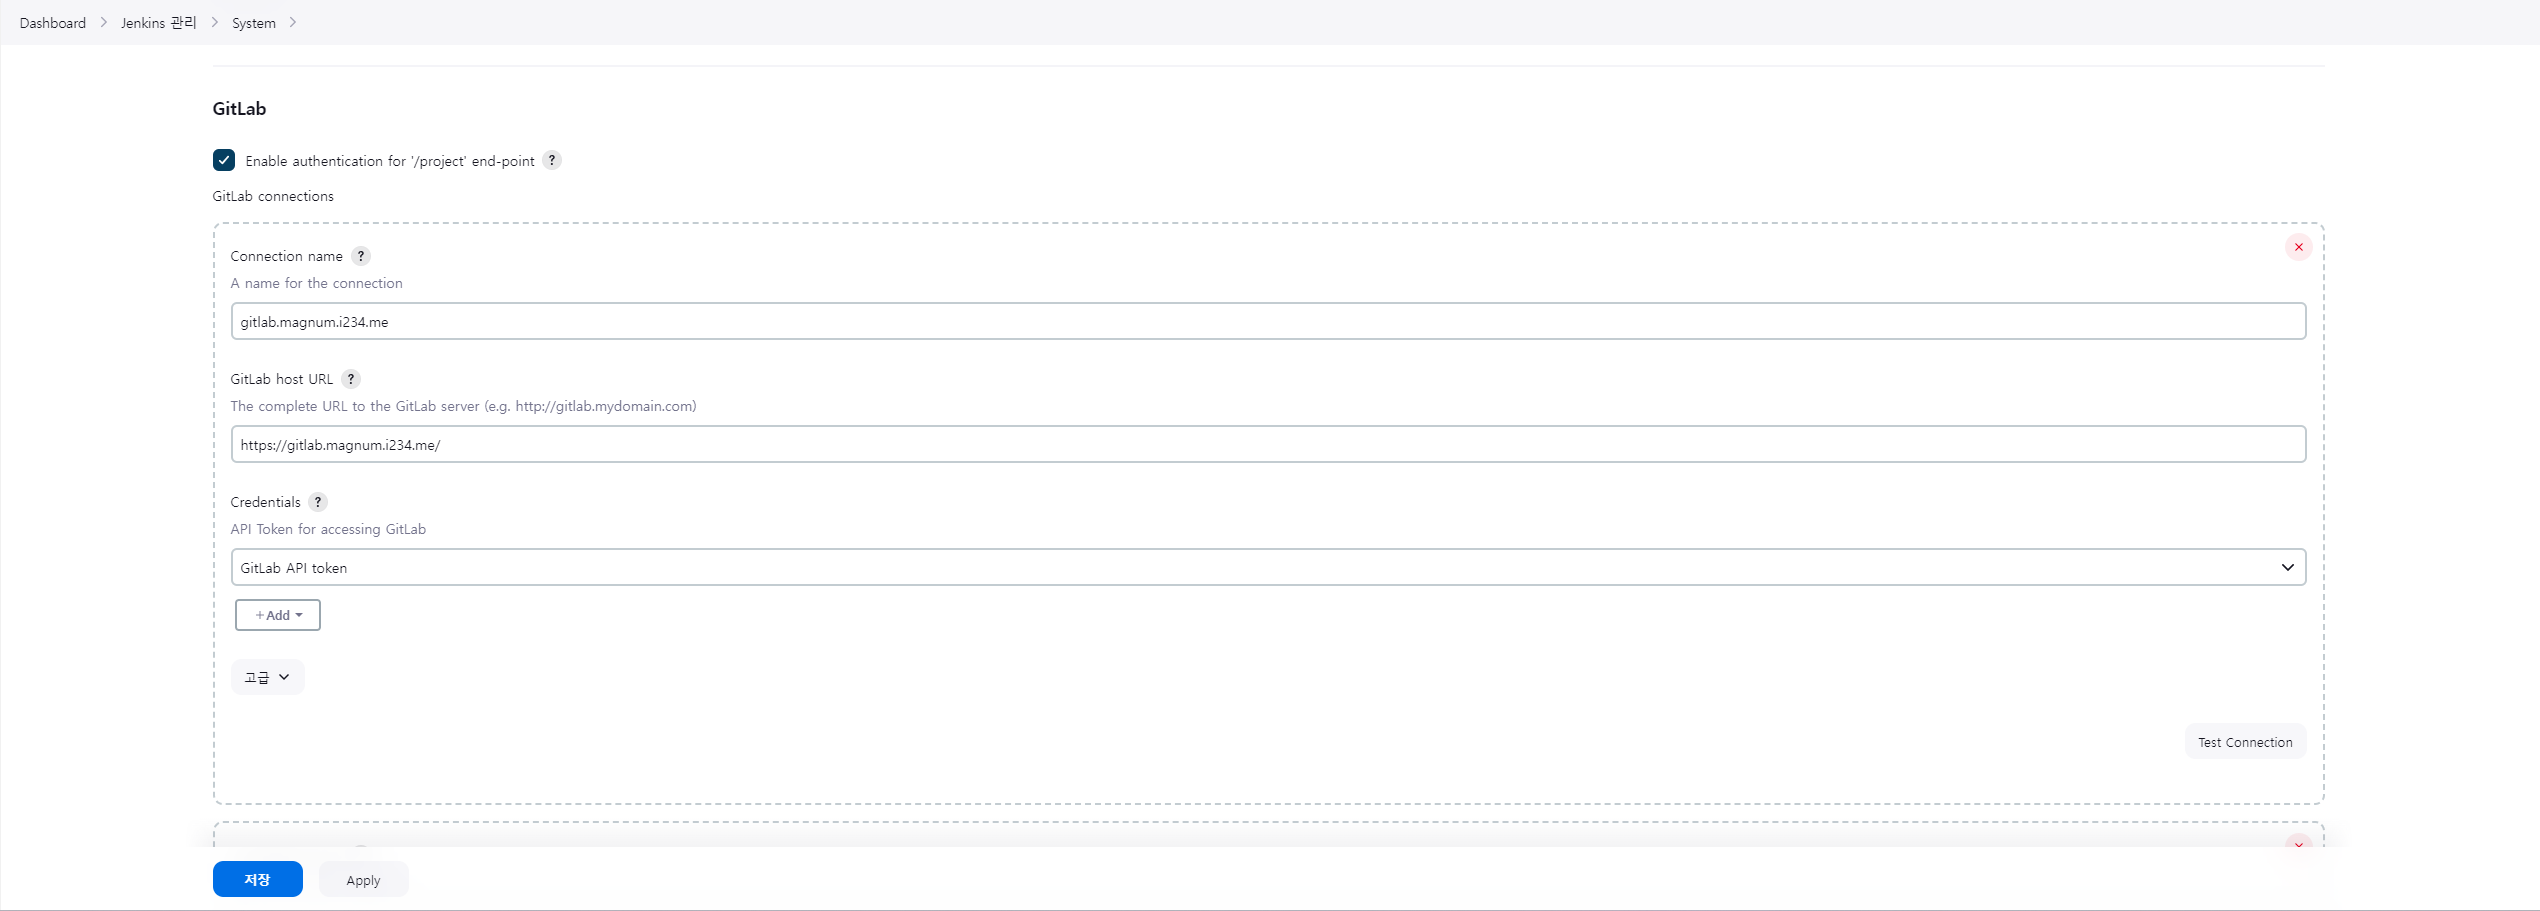 Dashboard > Jenkins 관리 > System >
GitLab
Enable authentication for '/project' end-point ?
GitLab connections
Connection name ?
A name for the connection
gitlab.magnum.i234.me
GitLab host URL ?
The complete URL to the GitLab server (e.g. http://gitlab.mydomain.com)
https://gitlab.magnum.i234.me/
Credentials ?
API Token for accessing GitLab
GitLab API token
+ Add
고급
Test Connection
저장 Apply